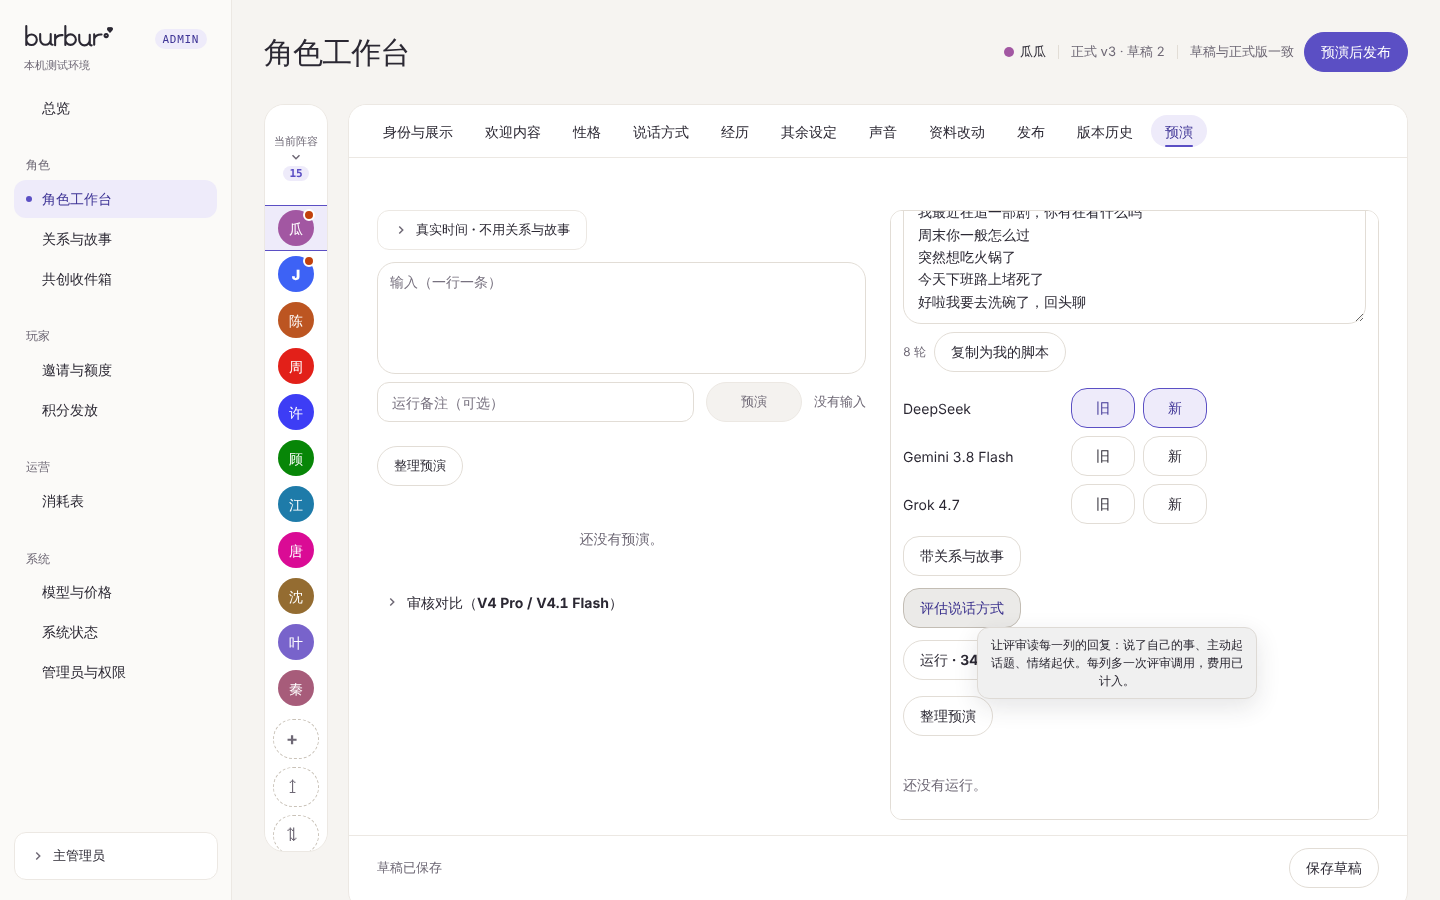 burbur
ADMIN
本机测试环境
总览
角色
角色工作台
关系与故事
共创收件箱
玩家
邀请与额度
积分发放
运营
消耗表
系统
模型与价格
系统状态
管理员与权限
主管理员
角色工作台
瓜瓜
正式 v3 · 草稿 2
草稿与正式版一致
预演后发布
当前阵容
15
瓜
J
陈
周
许
顾
江
唐
沈
叶
秦
+
身份与展示
欢迎内容
性格
说话方式
经历
其余设定
声音
资料改动
发布
版本历史
预演
真实时间 · 不用关系与故事
输入（一行一条）
运行备注（可选）
预演
没有输入
整理预演
还没有预演。
审核对比（V4 Pro / V4.1 Flash）
我最近在追一部剧，你有在看什么吗
周末你一般怎么过
突然想吃火锅了
今天下班路上堵死了
好啦我要去洗碗了，回头聊
8 轮
复制为我的脚本
DeepSeek
旧
新
Gemini 3.8 Flash
旧
新
Grok 4.7
旧
新
带关系与故事
评估说话方式
让评审读每一列的回复：说了自己的事、主动起
话题、情绪起伏。每列多一次评审调用，费用已
计入。
运行 · 34
整理预演
还没有运行。
草稿已保存
保存草稿